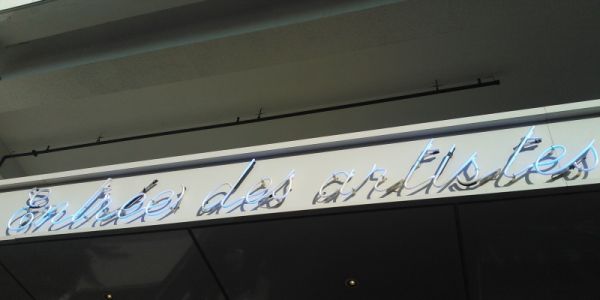 Entrée des artistes